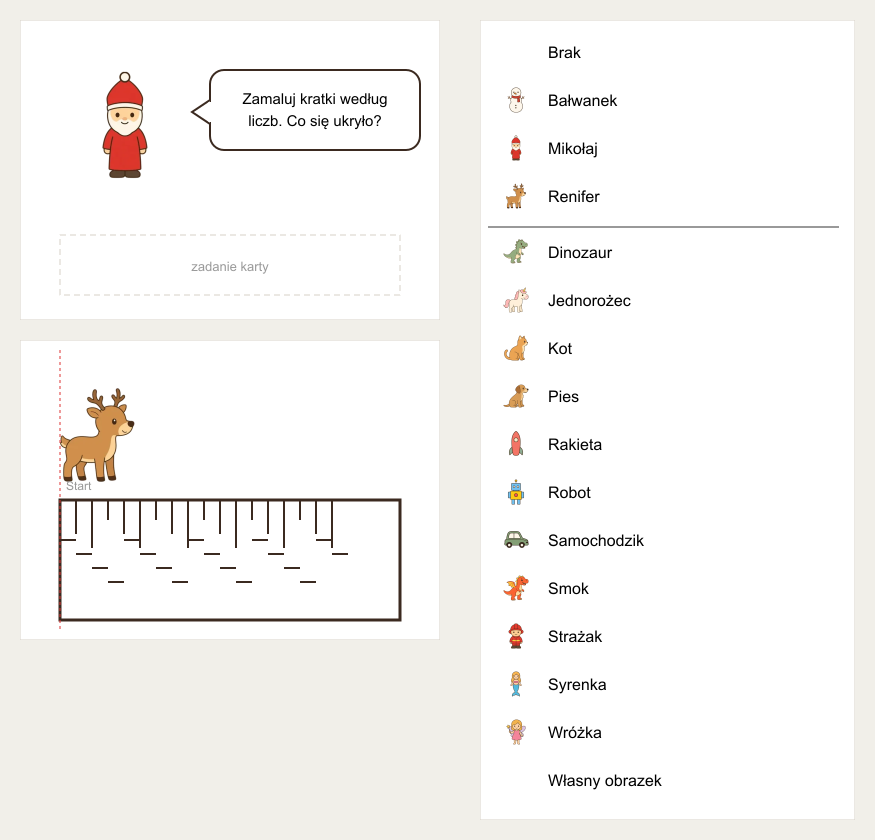 Zamaluj kratki według
liczb. Co się ukryło?
zadanie karty
Start
Brak
Bałwanek
Mikołaj
Renifer
Dinozaur
Jednorożec
Kot
Pies
Rakieta
Robot
Samochodzik
Smok
Strażak
Syrenka
Wróżka
Własny obrazek